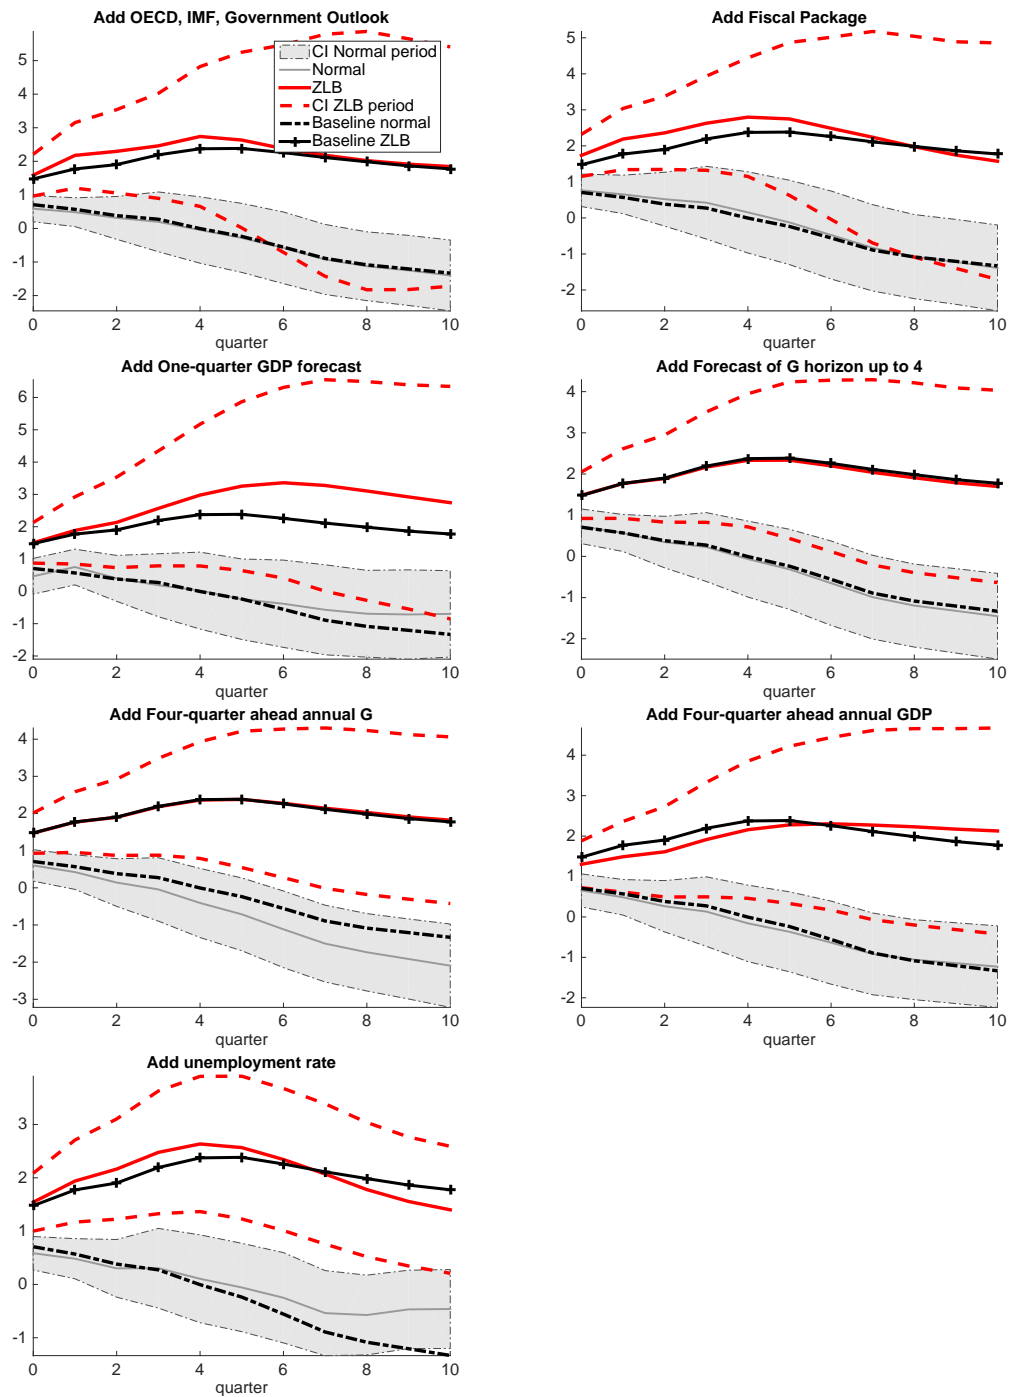 Add OECD, IMF, Government Outlook
5
4
3
2
1
0
-1
-2
0 2 4 6 8 10
quarter
CI Normal period
Normal
ZLB
CI ZLB period
Baseline normal
Baseline ZLB
Add Fiscal Package
5
4
3
2
1
0
-1
-2
0 2 4 6 8 10
quarter
Add One-quarter GDP forecast
6
5
4
3
2
1
0
-1
-2
0 2 4 6 8 10
quarter
Add Forecast of G horizon up to 4
4
3
2
1
0
-1
-2
0 2 4 6 8 10
quarter
Add Four-quarter ahead annual G
4
3
2
1
0
-1
-2
-3
0 2 4 6 8 10
quarter
Add Four-quarter ahead annual GDP
4
3
2
1
0
-1
-2
0 2 4 6 8 10
quarter
Add unemployment rate
3
2
1
0
-1
0 2 4 6 8 10
quarter